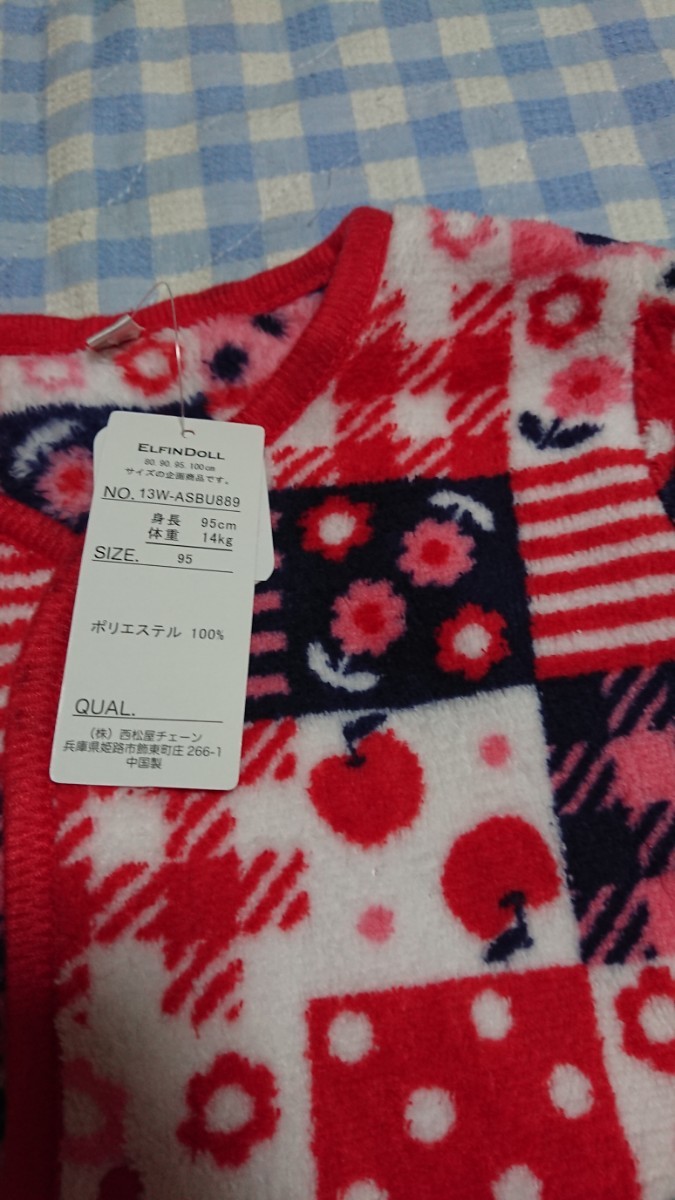 ELFINDOLL
80. 90. 95. 100cm
サイズの企画商品です。
NO. 13W-ASBU889
身長 95cm
体重 14kg
SIZE. 95
ポリエステル 100%
QUAL.
（株）西松屋チェーン
兵庫県姫路市飾東町庄 266-1
中国製